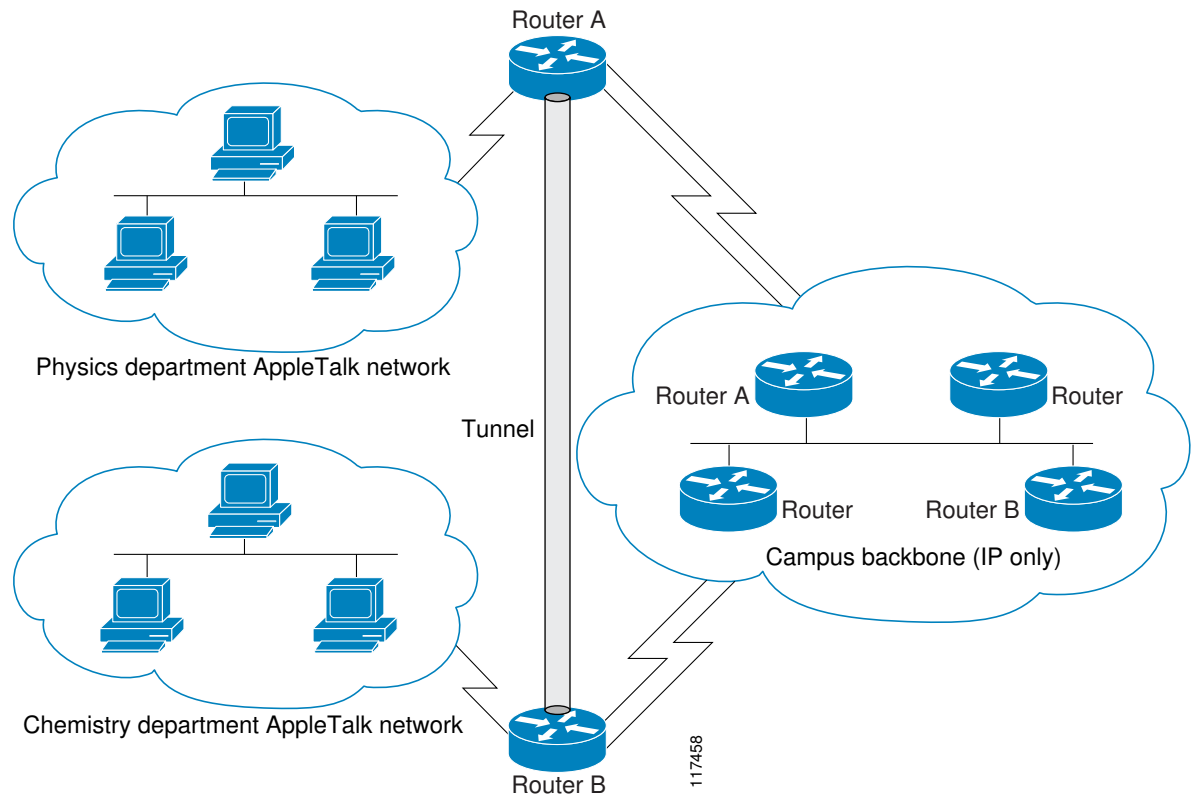 Router A
Physics department AppleTalk network
Tunnel
Router A
Router
Router
Router B
Campus backbone (IP only)
Chemistry department AppleTalk network
Router B
117458